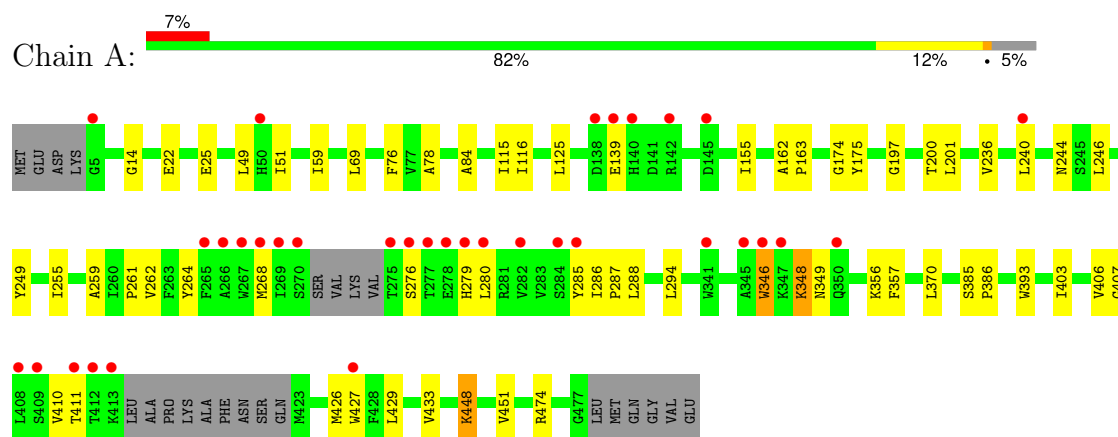 7%
Chain A:
82% 12% • 5%
MET GLU ASP LYS G5 G14 E22 E25 L49 H50 I51 I59 L69 F76 V77 A78 A84 I115 I116 L125 D138 E139 H140 D141 R142 D145 I155 A162 P163 G174 Y175 G197 T200 L201 V236 L240 N244 S245 L246
Y249 I255 A259 I260 P261 V262 F263 Y264 F265 A266 W267 M268 I269 S270 SER VAL LYS VAL T275 S276 T277 E278 H279 L280 R281 V282 V283 S284 Y285 I286 P287 L288 L294 W341 A345 W346 K347 K348 N349 Q350 K356 F357 L370 S385 P386 W393 I403 V406
L408 S409 V410 T411 T412 K413 LEU ALA PRO LYS ALA PHE ASN SER GLN M423 M426 W427 F428 L429 V433 K448 V451 R474 G477 LEU MET GLN GLY VAL GLU